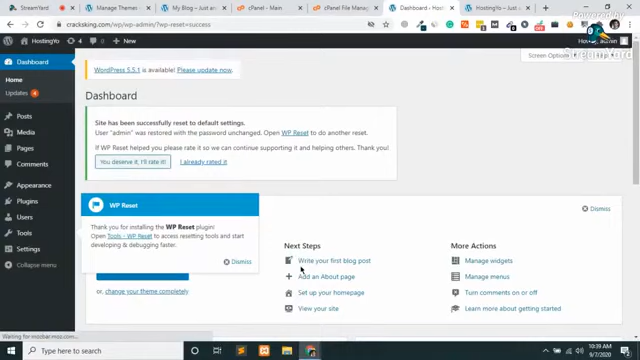 StreamYard
Manage Themes
My Blog – Just an
cPanel - Main
cPanel File Manag
Dashboard ‹ Hosti
HostingYo – Just
cracksking.com/wp/wp-admin/?wp-reset=success
HostingYo
4
0
New
admin
Screen Options
StreamYard
Dashboard
Home
Updates 4
Posts
Media
Pages
Comments
Appearance
Plugins
Users
Tools
Settings
Collapse menu
WordPress 5.5.1 is available! Please update now.
Dashboard
Site has been successfully reset to default settings.
User "admin" was restored with the password unchanged. Open WP Reset to do another reset.
If WP Reset helped you please rate it so we can continue supporting it and helping others. Thank you!
You deserve it, I'll rate it!
I already rated it
WP Reset
Thank you for installing the WP Reset plugin!
Open Tools - WP Reset to access resetting tools and start
developing & debugging faster.
Dismiss
or, change your theme completely
Dismiss
Next Steps
Write your first blog post
Add an About page
Set up your homepage
View your site
More Actions
Manage widgets
Manage menus
Turn comments on or off
Learn more about getting started
Waiting for moobar.moz.com...
Type here to search
10:39 AM
9/7/2020